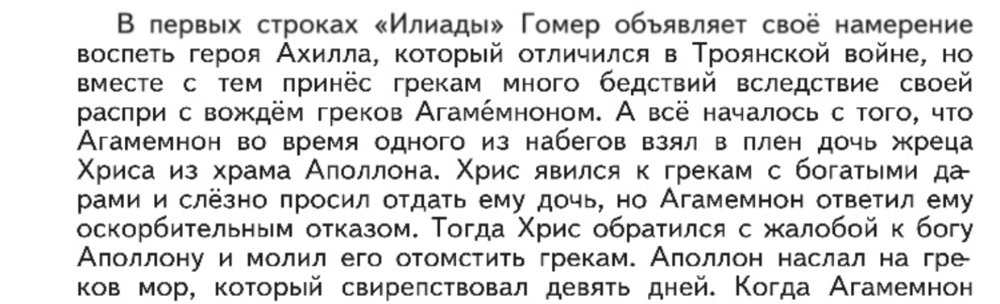 В первых строках «Илиады» Гомер объявляет своё намерение
воспеть героя Ахилла, который отличился в Троянской войне, но
вместе с тем принёс грекам много бедствий вследствие своей
распри с вождём греков Агаме́мноном. А всё началось с того, что
Агамемнон во время одного из набегов взял в плен дочь жреца
Хриса из храма Аполлона. Хрис явился к грекам с богатыми да-
рами и слёзно просил отдать ему дочь, но Агамемнон ответил ему
оскорбительным отказом. Тогда Хрис обратился с жалобой к богу
Аполлону и молил его отомстить грекам. Аполлон наслал на гре-
ков мор, который свирепствовал девять дней. Когда Агамемнон